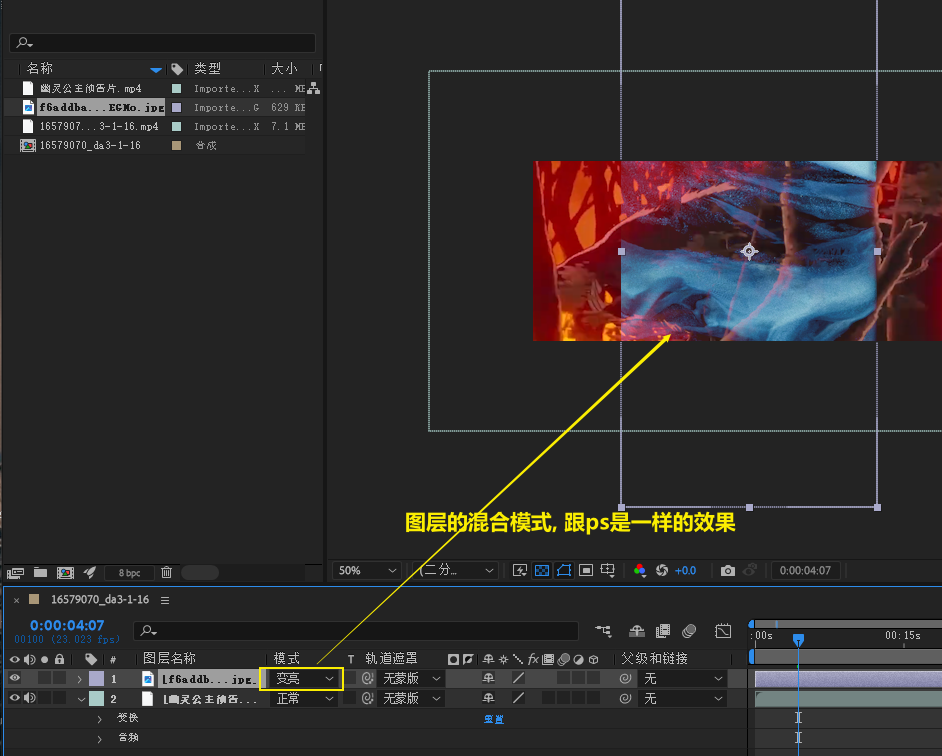 名称 类型 大小
幽灵公主预告片.mp4 Importe...X ... ME
f6addba...EGMo.jpg Importe...G 629 KE
1657907...3-1-16.mp4 Importe...X 7.1 ME
16579070_da3-1-16 合成
图层的混合模式, 跟ps是一样的效果
8 bpc
50% (二分... +0.0 0:00:04:07
× 16579070_da3-1-16
0:00:04:07
00100 (23.023 fps)
:00s 00:15s
# 图层名称 模式 T 轨道遮罩 fx 父级和链接
1 [f6addb...jpg] 变亮 无蒙版 无
2 [幽灵公主预告... 正常 无蒙版 无
变换 重置
音频